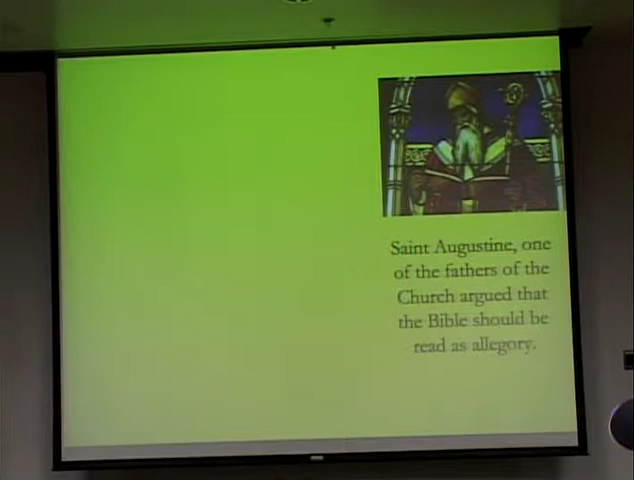 Saint Augustine, one
of the fathers of the
Church argued that
the Bible should be
read as allegory.